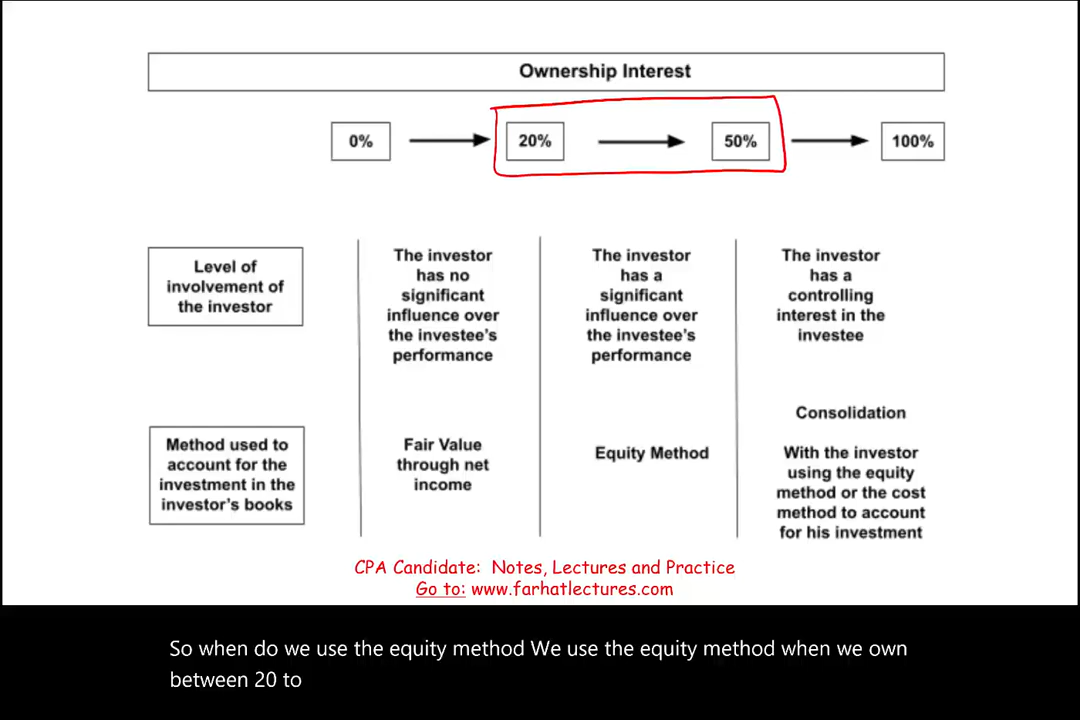 Ownership Interest
0%
20%
50%
100%
Level of
involvement of
the investor
The investor
has no
significant
influence over
the investee's
performance
The investor
has a
significant
influence over
the investee's
performance
The investor
has a
controlling
interest in the
investee
Method used to
account for the
investment in the
investor's books
Fair Value
through net
income
Equity Method
Consolidation
With the investor
using the equity
method or the cost
method to account
for his investment
CPA Candidate: Notes, Lectures and Practice
Go to: www.farhatlectures.com
So when do we use the equity method We use the equity method when we own
between 20 to